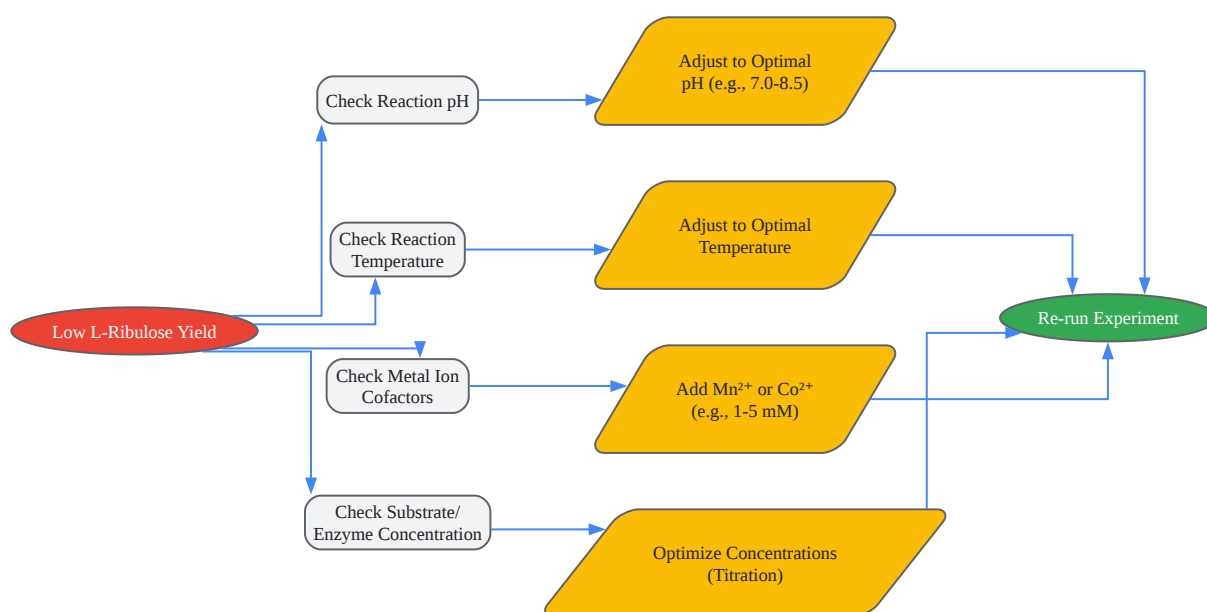 Low L-Ribulose Yield
Check Reaction pH
Adjust to Optimal
pH (e.g., 7.0-8.5)
Check Reaction
Temperature
Adjust to Optimal
Temperature
Check Metal Ion
Cofactors
Add Mn²⁺ or Co²⁺
(e.g., 1-5 mM)
Check Substrate/
Enzyme Concentration
Optimize Concentrations
(Titration)
Re-run Experiment